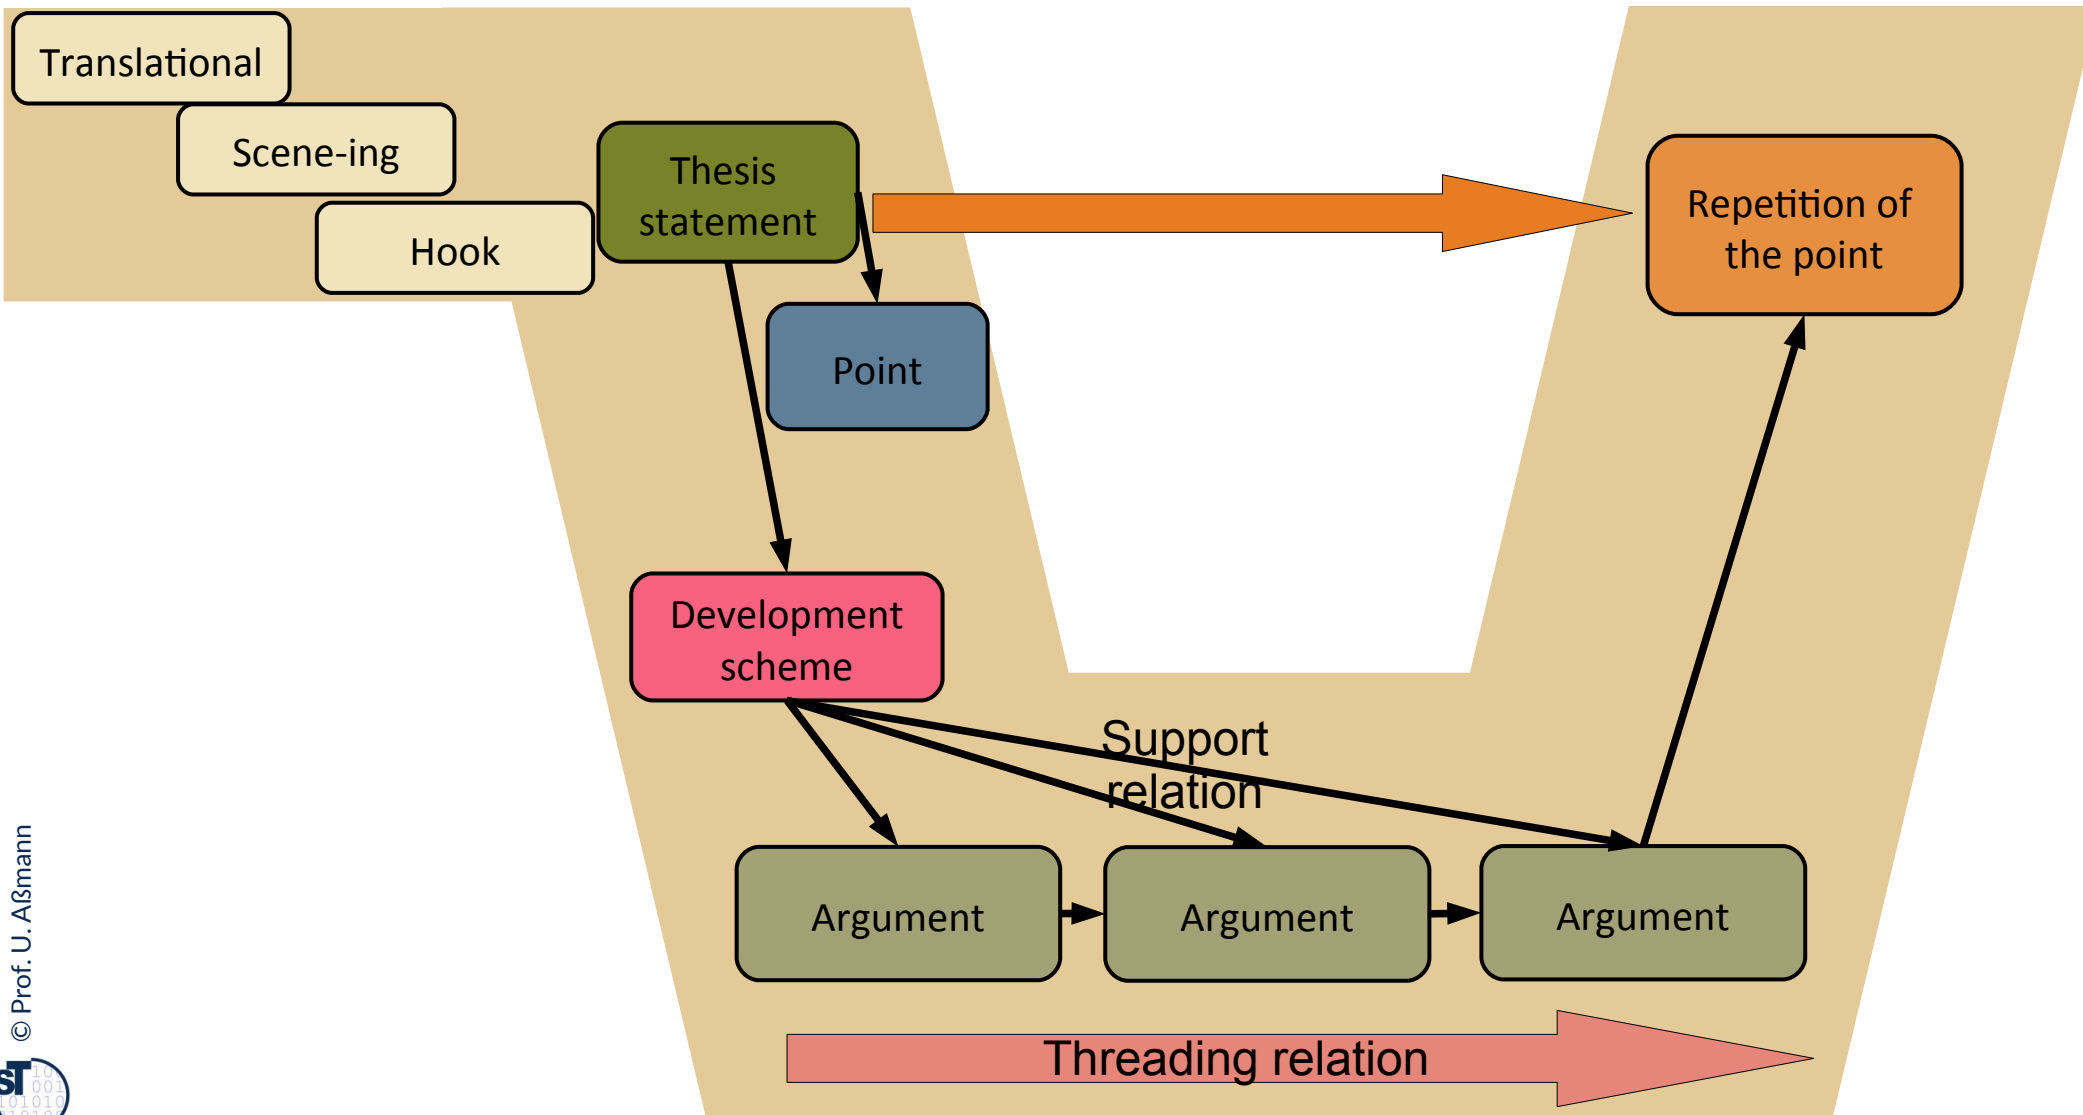 Translational
Scene-ing
Hook
Thesis
statement
Repetition of
the point
Point
Development
scheme
Support
relation
Argument
Argument
Argument
Threading relation
© Prof. U. Aßmann
sT